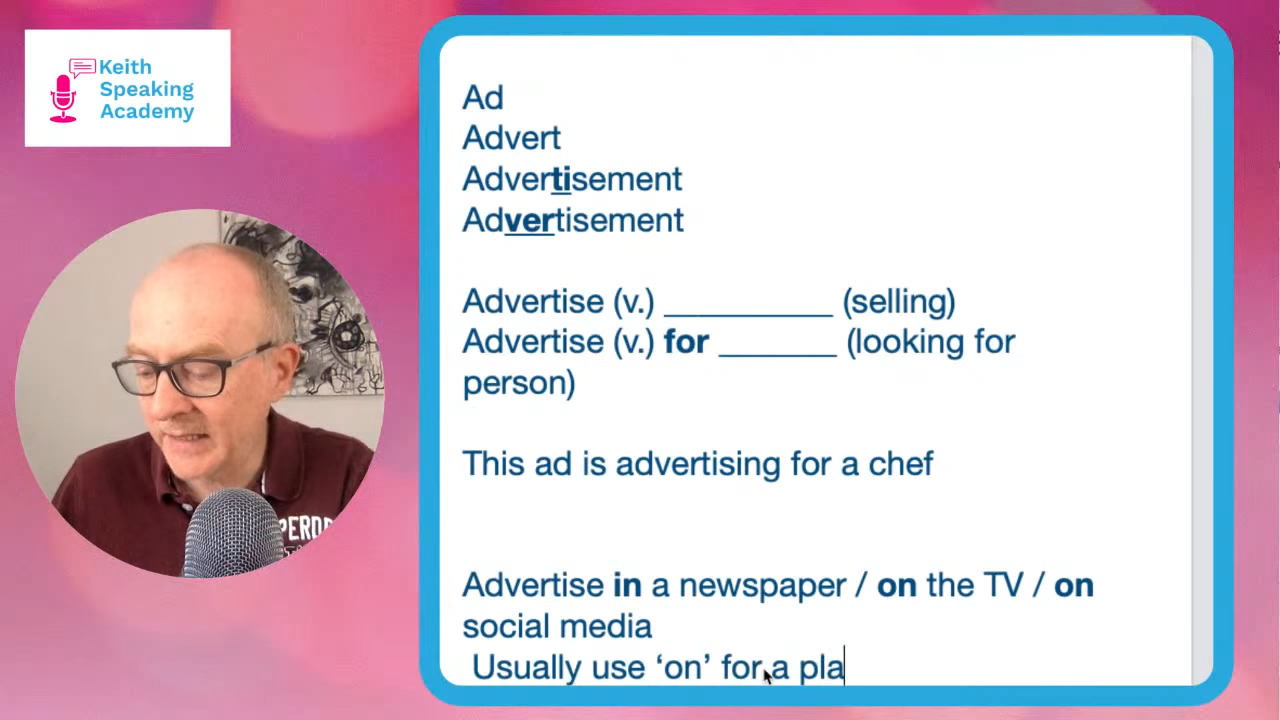 Keith
Speaking
Academy
Ad
Advert
Advertisement
Advertisement
Advertise (v.) ___________ (selling)
Advertise (v.) for _______ (looking for
person)
This ad is advertising for a chef
Advertise in a newspaper / on the TV / on
social media
Usually use ‘on’ for a pla